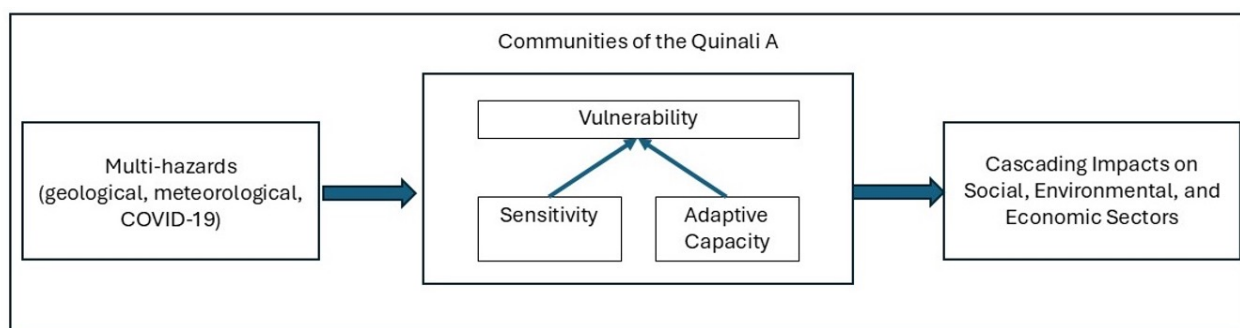 Communities of the Quinali A
Multi-hazards
(geological, meteorological,
COVID-19)
Vulnerability
Sensitivity
Adaptive
Capacity
Cascading Impacts on
Social, Environmental, and
Economic Sectors